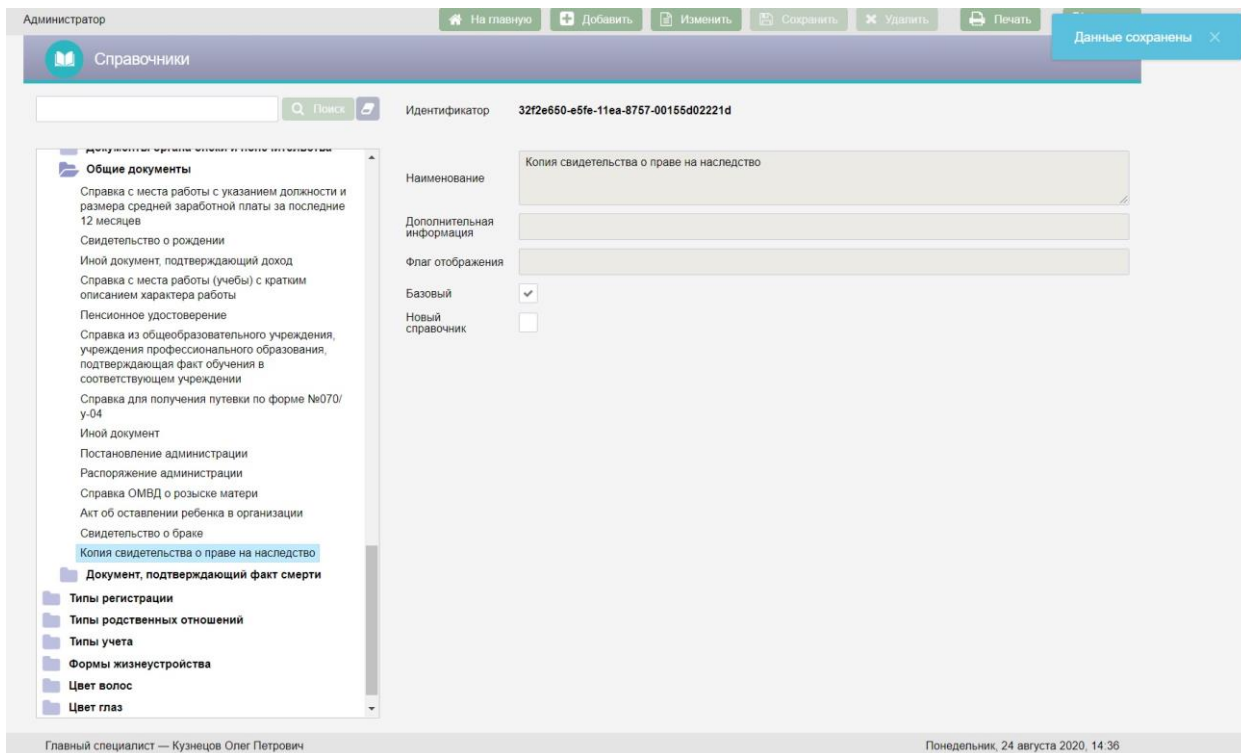 Администратор
На главную
Добавить
Изменить
Сохранить
Удалить
Печать
Данные сохранены
Справочники
Поиск
Идентификатор 32f2e650-e5fe-11ea-8757-00155d02221d
Документы органа опеки и попечительства
Общие документы
Справка с места работы с указанием должности и
размера средней заработной платы за последние
12 месяцев
Свидетельство о рождении
Иной документ, подтверждающий доход
Справка с места работы (учебы) с кратким
описанием характера работы
Пенсионное удостоверение
Справка из общеобразовательного учреждения,
учреждения профессионального образования,
подтверждающая факт обучения в
соответствующем учреждении
Справка для получения путевки по форме №070/
у-04
Иной документ
Постановление администрации
Распоряжение администрации
Справка ОМВД о розыске матери
Акт об оставлении ребенка в организации
Свидетельство о браке
Копия свидетельства о праве на наследство
Документ, подтверждающий факт смерти
Типы регистрации
Типы родственных отношений
Типы учета
Формы жизнеустройства
Цвет волос
Цвет глаз
Наименование
Копия свидетельства о праве на наследство
Дополнительная
информация
Флаг отображения
Базовый
Новый
справочник
Главный специалист — Кузнецов Олег Петрович
Понедельник, 24 августа 2020, 14:36